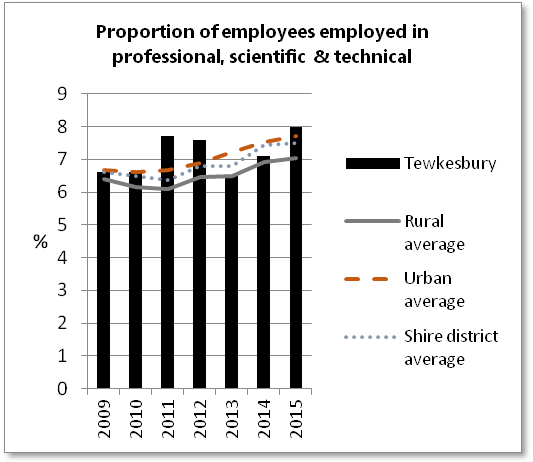 Proportion of employees employed in
professional, scientific & technical
9
8
7
6
5
4
3
2
1
0
%
2009
2010
2011
2012
2013
2014
2015
Tewkesbury
Rural
average
Urban
average
Shire district
average